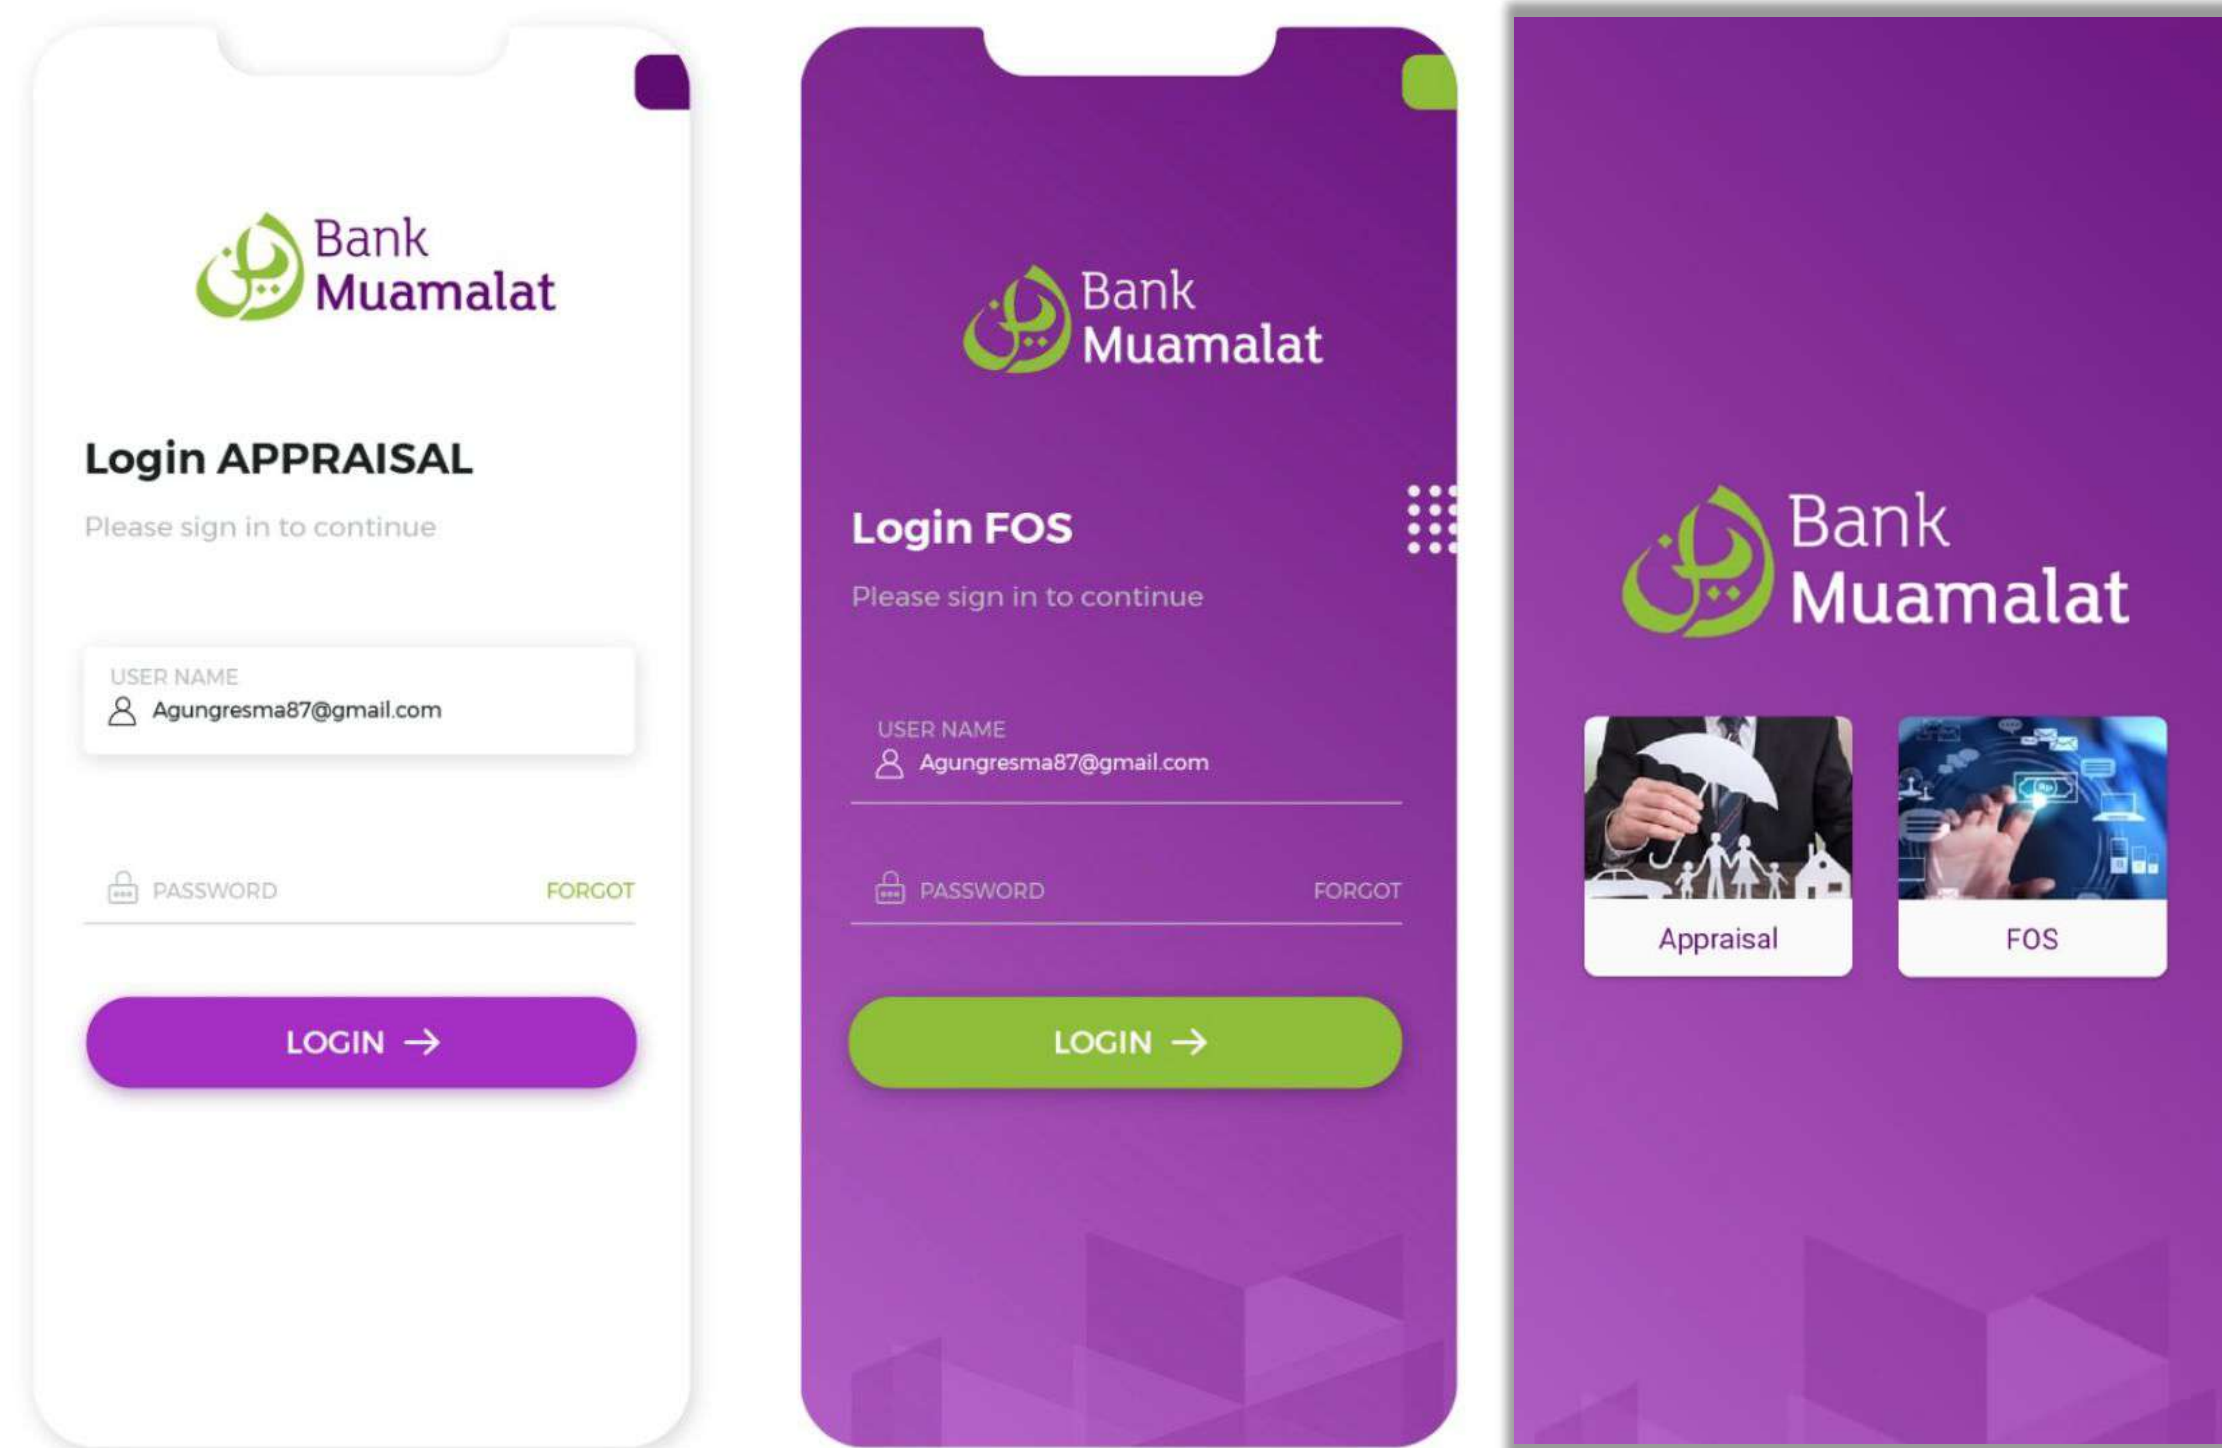 Bank
Muamalat
Login APPRAISAL
Please sign in to continue
USER NAME
Agungresma87@gmail.com
PASSWORD
FORGOT
LOGIN →
Bank
Muamalat
Login FOS
Please sign in to continue
USER NAME
Agungresma87@gmail.com
PASSWORD
FORGOT
LOGIN →
Bank
Muamalat
Rp
Appraisal
FOS